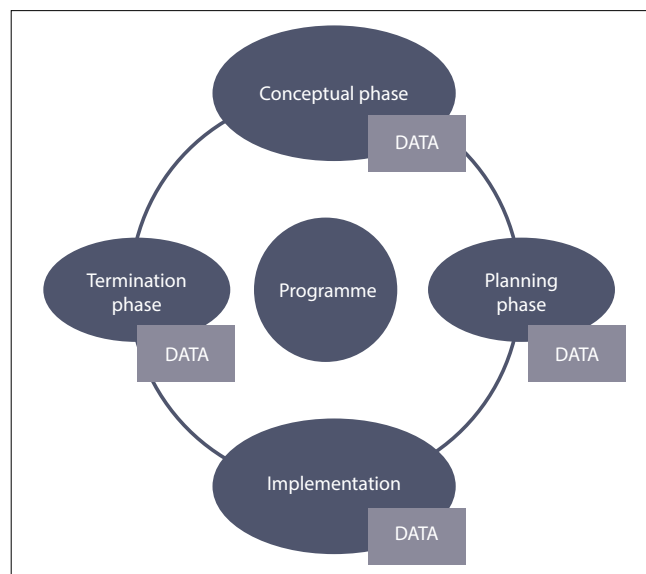 Conceptual phase
DATA
Termination
phase
DATA
Programme
Planning
phase
DATA
Implementation
DATA